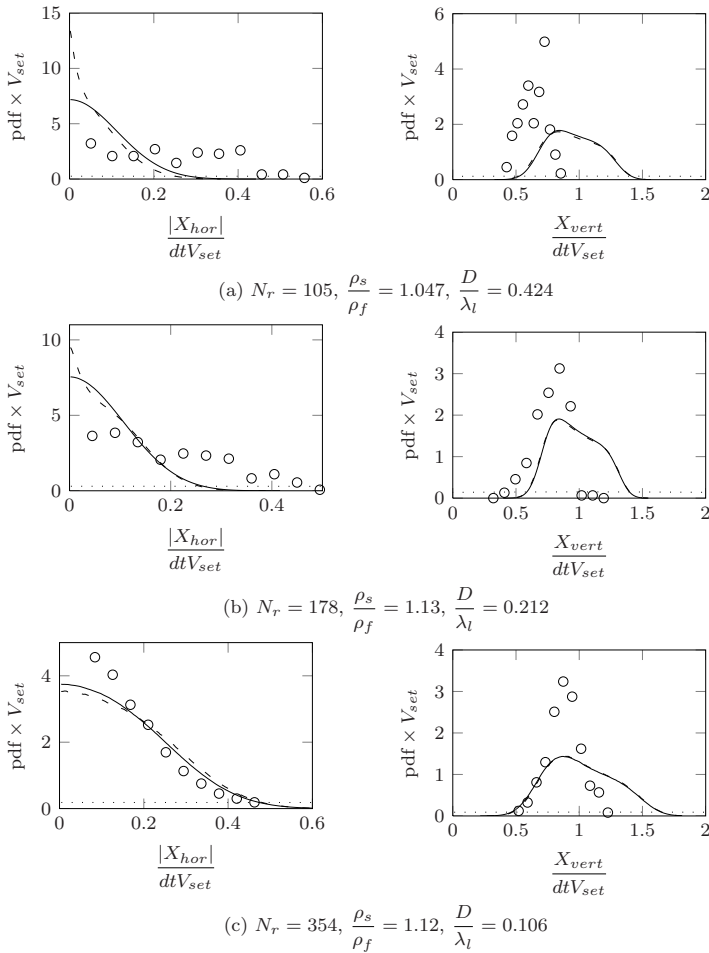 15
10
5
0
0 0.2 0.4 0.6
pdf × V_set
|X_hor|
dtV_set
6
4
2
0
0 0.5 1 1.5 2
pdf × V_set
X_vert
dtV_set
(a) N_r = 105, ρ_s/ρ_f = 1.047, D/λ_l = 0.424
10
5
0
0 0.2 0.4
pdf × V_set
|X_hor|
dtV_set
4
3
2
1
0
0 0.5 1 1.5 2
pdf × V_set
X_vert
dtV_set
(b) N_r = 178, ρ_s/ρ_f = 1.13, D/λ_l = 0.212
4
2
0
0 0.2 0.4 0.6
pdf × V_set
|X_hor|
dtV_set
4
3
2
1
0
0 0.5 1 1.5 2
pdf × V_set
X_vert
dtV_set
(c) N_r = 354, ρ_s/ρ_f = 1.12, D/λ_l = 0.106